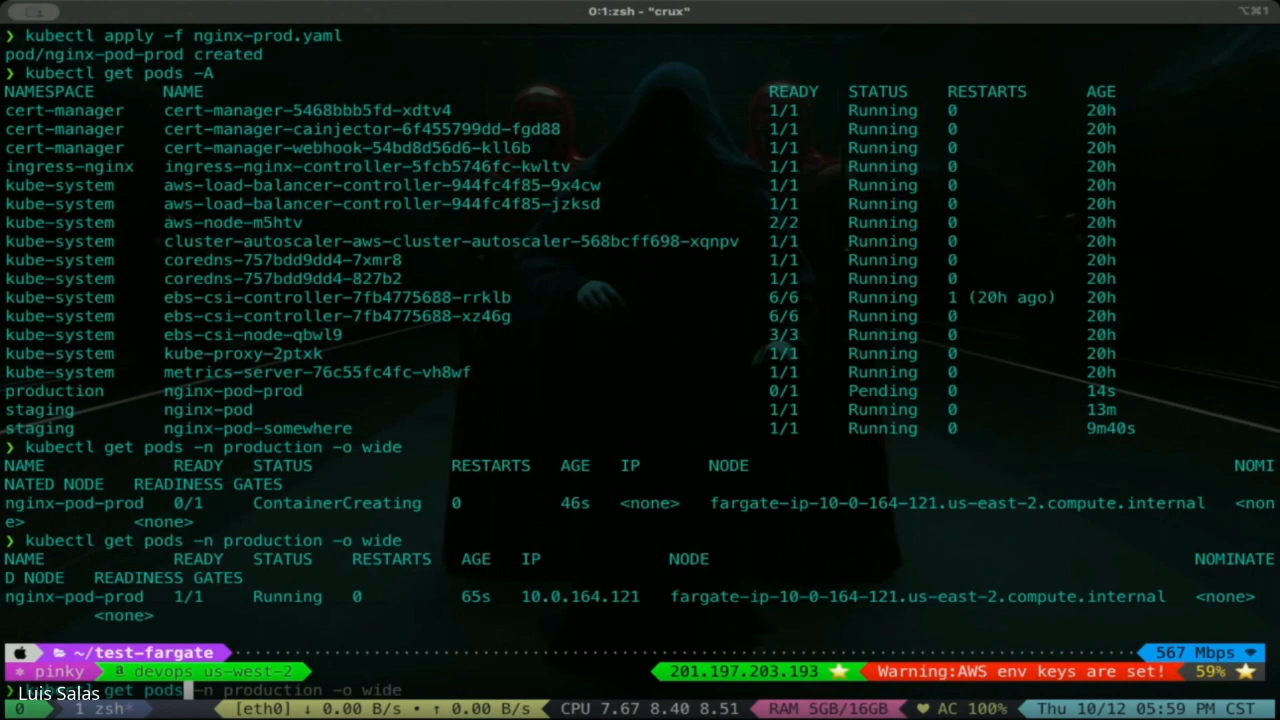 0:1:zsh - "crux"
⌥⌘1
❯ kubectl apply -f nginx-prod.yaml
pod/nginx-pod-prod created
❯ kubectl get pods -A
NAMESPACE NAME READY STATUS RESTARTS AGE
cert-manager cert-manager-5468bbb5fd-xdtv4 1/1 Running 0 20h
cert-manager cert-manager-cainjector-6f455799dd-fgd88 1/1 Running 0 20h
cert-manager cert-manager-webhook-54bd8d56d6-kll6b 1/1 Running 0 20h
ingress-nginx ingress-nginx-controller-5fcb5746fc-kwltv 1/1 Running 0 20h
kube-system aws-load-balancer-controller-944fc4f85-9x4cw 1/1 Running 0 20h
kube-system aws-load-balancer-controller-944fc4f85-jzksd 1/1 Running 0 20h
kube-system aws-node-m5htv 2/2 Running 0 20h
kube-system cluster-autoscaler-aws-cluster-autoscaler-568bcff698-xqnpv 1/1 Running 0 20h
kube-system coredns-757bdd9dd4-7xmr8 1/1 Running 0 20h
kube-system coredns-757bdd9dd4-827b2 1/1 Running 0 20h
kube-system ebs-csi-controller-7fb4775688-rrklb 6/6 Running 1 (20h ago) 20h
kube-system ebs-csi-controller-7fb4775688-xz46g 6/6 Running 0 20h
kube-system ebs-csi-node-qbwl9 3/3 Running 0 20h
kube-system kube-proxy-2ptxk 1/1 Running 0 20h
kube-system metrics-server-76c55fc4fc-vh8wf 1/1 Running 0 20h
production nginx-pod-prod 0/1 Pending 0 14s
staging nginx-pod 1/1 Running 0 13m
staging nginx-pod-somewhere 1/1 Running 0 9m40s
❯ kubectl get pods -n production -o wide
NAME READY STATUS RESTARTS AGE IP NODE NOMI
NATED NODE READINESS GATES
nginx-pod-prod 0/1 ContainerCreating 0 46s <none> fargate-ip-10-0-164-121.us-east-2.compute.internal <non
e> <none>
❯ kubectl get pods -n production -o wide
NAME READY STATUS RESTARTS AGE IP NODE NOMINATE
D NODE READINESS GATES
nginx-pod-prod 1/1 Running 0 65s 10.0.164.121 fargate-ip-10-0-164-121.us-east-2.compute.internal <none>
<none>
~/test-fargate 567 Mbps
pinky a devops us-west-2 201.197.203.193 Warning:AWS env keys are set! 59%
❯ get pods -n production -o wide
Luis Salas
0 1 zsh* [eth0] ↓ 0.00 B/s • ↑ 0.00 B/s CPU 7.67 8.40 8.51 RAM 5GB/16GB ♥ AC 100% Thu 10/12 05:59 PM CST